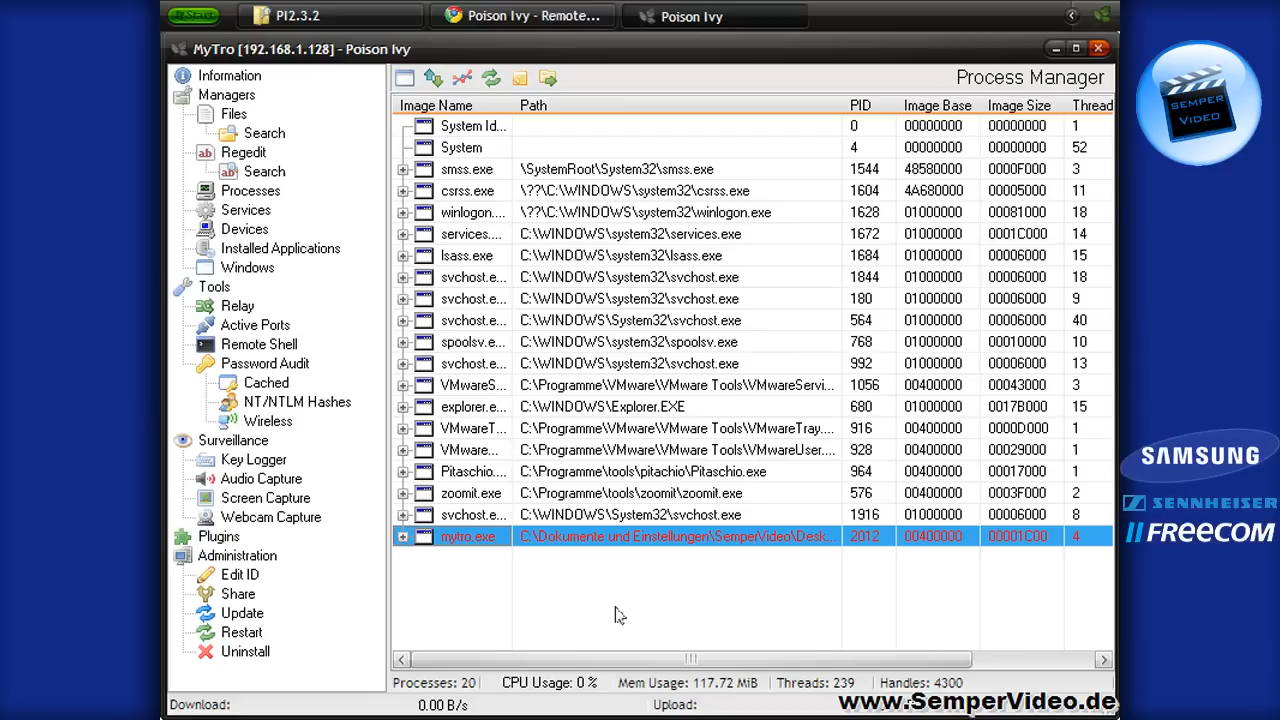 Start
PI2.3.2
Poison Ivy - Remote...
Poison Ivy
MyTro [192.168.1.128] - Poison Ivy
Information
Managers
Files
Search
Regedit
Search
Processes
Services
Devices
Installed Applications
Windows
Tools
Relay
Active Ports
Remote Shell
Password Audit
Cached
NT/NTLM Hashes
Wireless
Surveillance
Key Logger
Audio Capture
Screen Capture
Webcam Capture
Plugins
Administration
Edit ID
Share
Update
Restart
Uninstall
Process Manager
Image Name Path PID Image Base Image Size Thread
System Id... 0 00000000 00000000 1
System 4 00000000 00000000 52
smss.exe \SystemRoot\System32\smss.exe 1544 48580000 0000F000 3
csrss.exe \??\C:\WINDOWS\system32\csrss.exe 1604 4A680000 00005000 11
winlogon.... \??\C:\WINDOWS\system32\winlogon.exe 1628 01000000 00081000 18
services.... C:\WINDOWS\system32\services.exe 1672 01000000 0001C000 14
lsass.exe C:\WINDOWS\system32\lsass.exe 1684 01000000 00006000 15
svchost.e... C:\WINDOWS\system32\svchost.exe 1844 01000000 00006000 18
svchost.e... C:\WINDOWS\system32\svchost.exe 180 01000000 00006000 9
svchost.e... C:\WINDOWS\System32\svchost.exe 564 01000000 00006000 40
spoolsv.e... C:\WINDOWS\system32\spoolsv.exe 768 01000000 00010000 10
svchost.e... C:\WINDOWS\system32\svchost.exe 992 01000000 00006000 13
VMwareS... C:\Programme\VMware\VMware Tools\VMwareServi... 1056 00400000 00043000 3
explorer.e... C:\WINDOWS\Explorer.EXE 680 01000000 0017B000 15
VMwareT... C:\Programme\VMware\VMware Tools\VMwareTray.... 916 00400000 0000D000 1
VMware... C:\Programme\VMware\VMware Tools\VMwareUser.... 928 00400000 00029000 1
Pitaschio.... C:\Programme\tools\pitachio\Pitaschio.exe 964 00400000 00017000 1
zoomit.exe C:\Programme\tools\zomit\zoomit.exe 576 00400000 0003F000 2
svchost.e... C:\WINDOWS\System32\svchost.exe 1916 01000000 00006000 8
mytro.exe C:\Dokumente und Einstellungen\SemperVideo\Desk... 2012 00400000 00001C00 4
Processes: 20 CPU Usage: 0 % Mem Usage: 117.72 MiB Threads: 239 Handles: 4300
Download: 0.00 B/s Upload:
www.SemperVideo.de
SEMPER
VIDEO
SAMSUNG
SENNHEISER
FREECOM